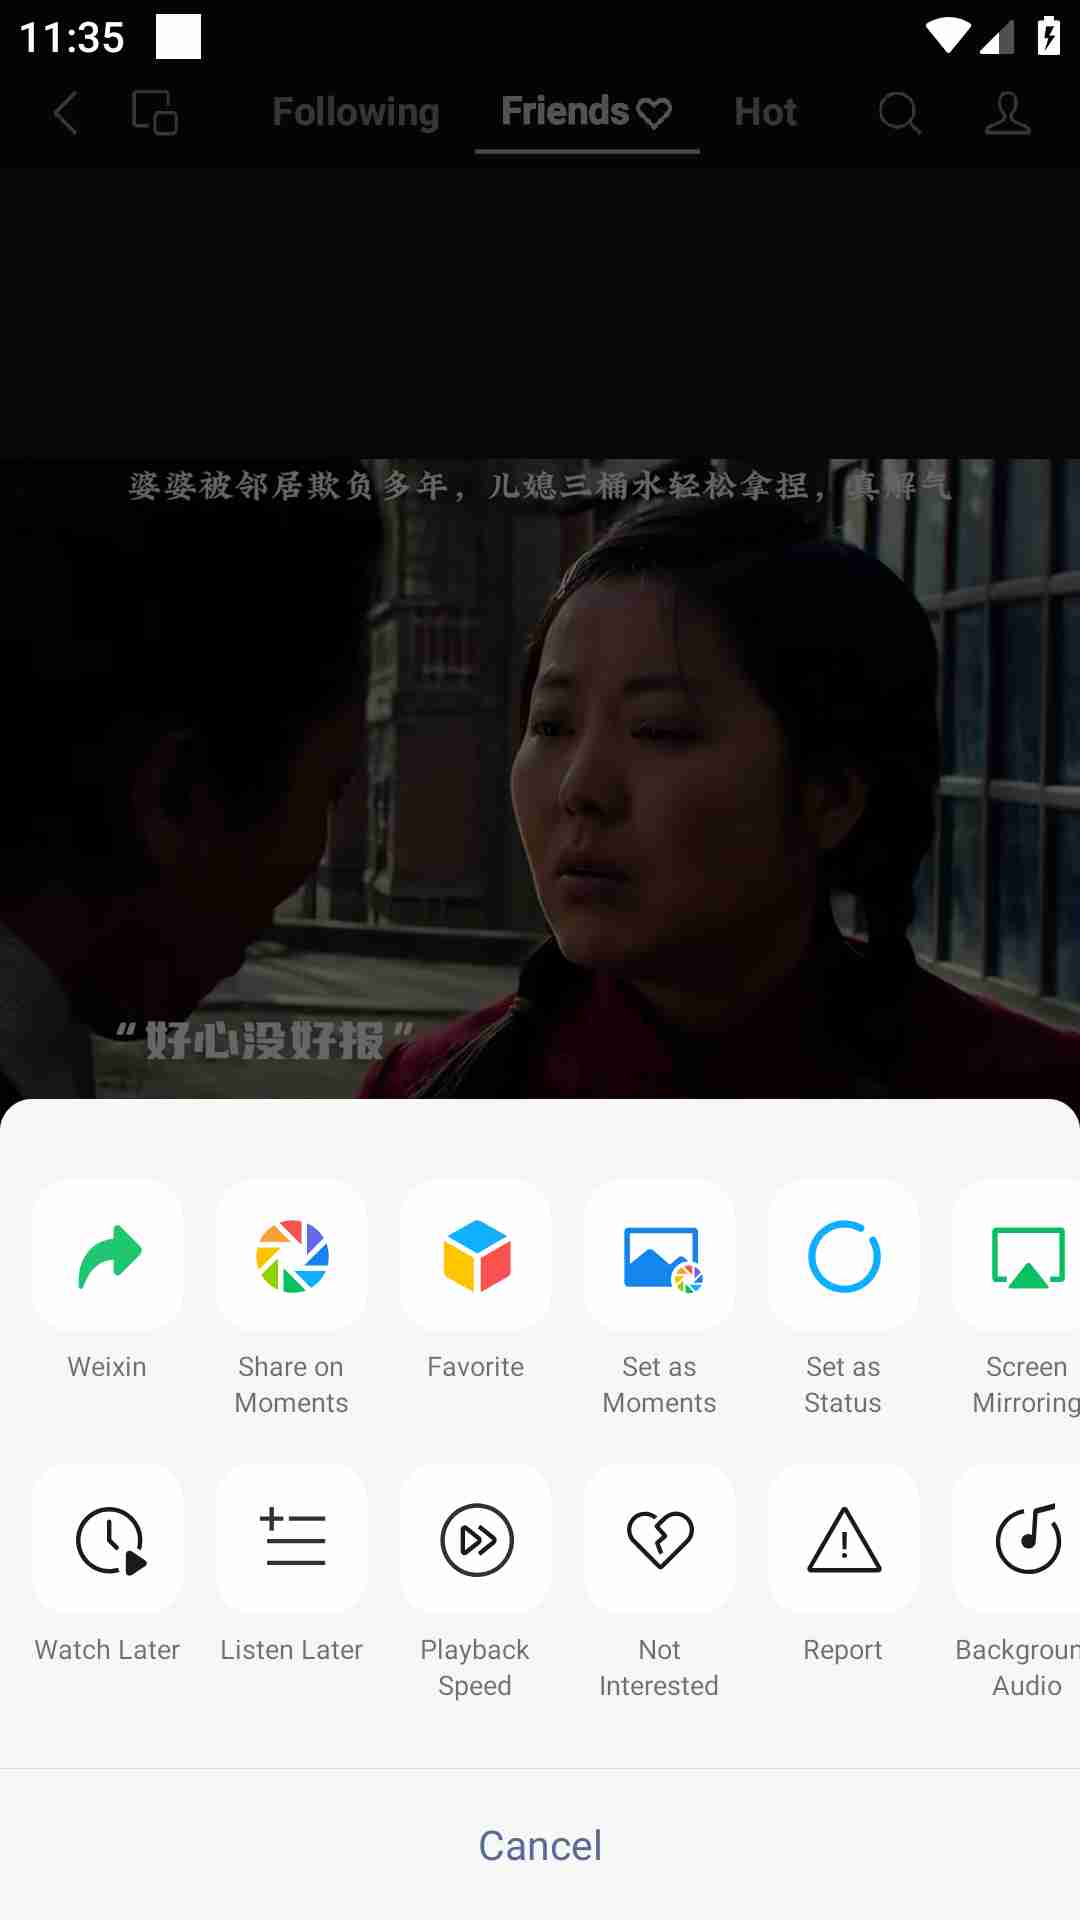 11:35
Following Friends Hot
婆婆被邻居欺负多年，儿媳三桶水轻松拿捏，真解气
“好心没好报”
Weixin
Share on
Moments
Favorite
Set as
Moments
Set as
Status
Screen
Mirroring
Watch Later
Listen Later
Playback
Speed
Not
Interested
Report
Backgroun
Audio
Cancel